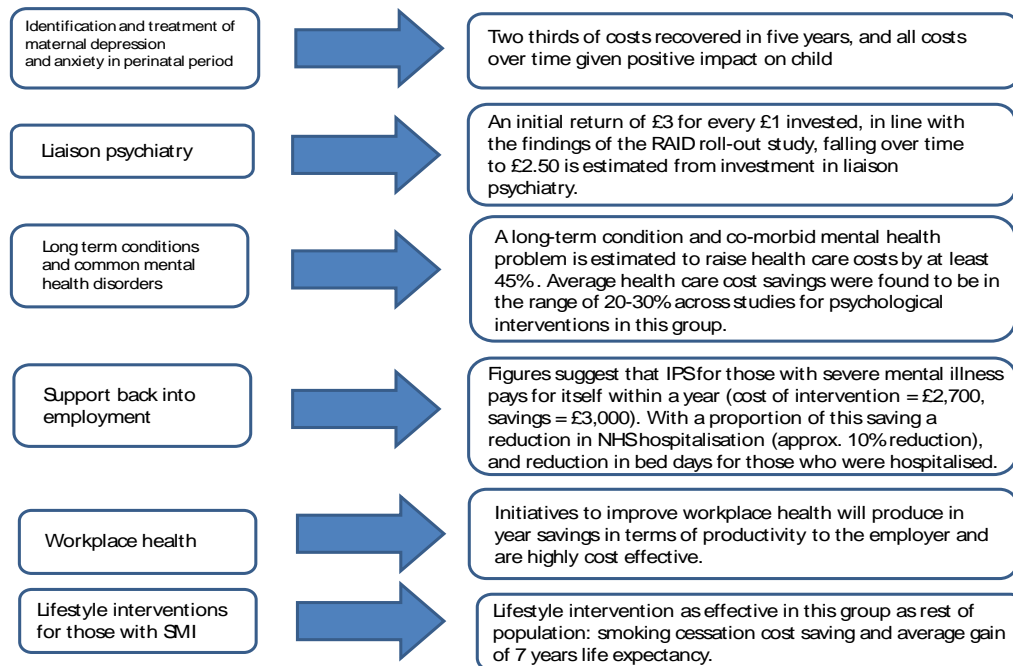 Identification and treatment of
maternal depression
and anxiety in perinatal period
Two thirds of costs recovered in five years, and all costs
over time given positive impact on child
Liaison psychiatry
An initial return of £3 for every £1 invested, in line with
the findings of the RAID roll-out study, falling over time
to £2.50 is estimated from investment in liaison
psychiatry.
Long term conditions
and common mental
health disorders
A long-term condition and co-morbid mental health
problem is estimated to raise health care costs by at least
45%. Average health care cost savings were found to be in
the range of 20-30% across studies for psychological
interventions in this group.
Support back into
employment
Figures suggest that IPS for those with severe mental illness
pays for itself within a year (cost of intervention = £2,700,
savings = £3,000). With a proportion of this saving a
reduction in NHS hospitalisation (approx. 10% reduction),
and reduction in bed days for those who were hospitalised.
Workplace health
Initiatives to improve workplace health will produce in
year savings in terms of productivity to the employer and
are highly cost effective.
Lifestyle interventions
for those with SMI
Lifestyle intervention as effective in this group as rest of
population: smoking cessation cost saving and average gain
of 7 years life expectancy.